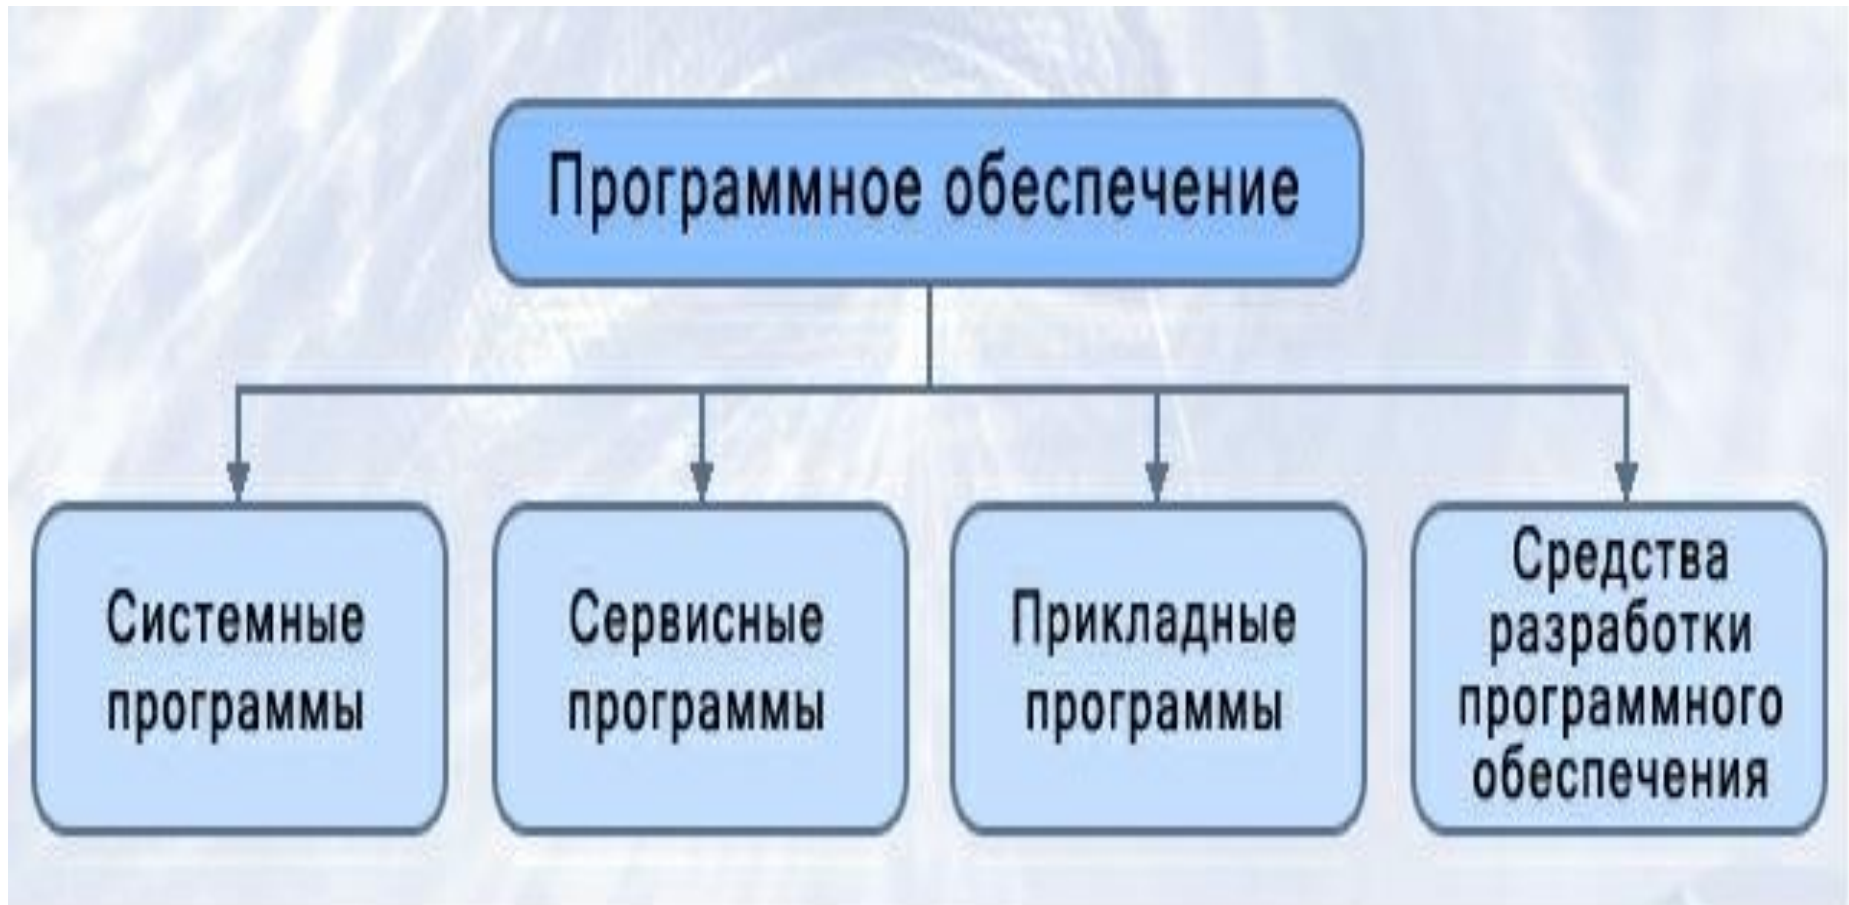 Программное обеспечение
Системные
программы
Сервисные
программы
Прикладные
программы
Средства
разработки
программного
обеспечения